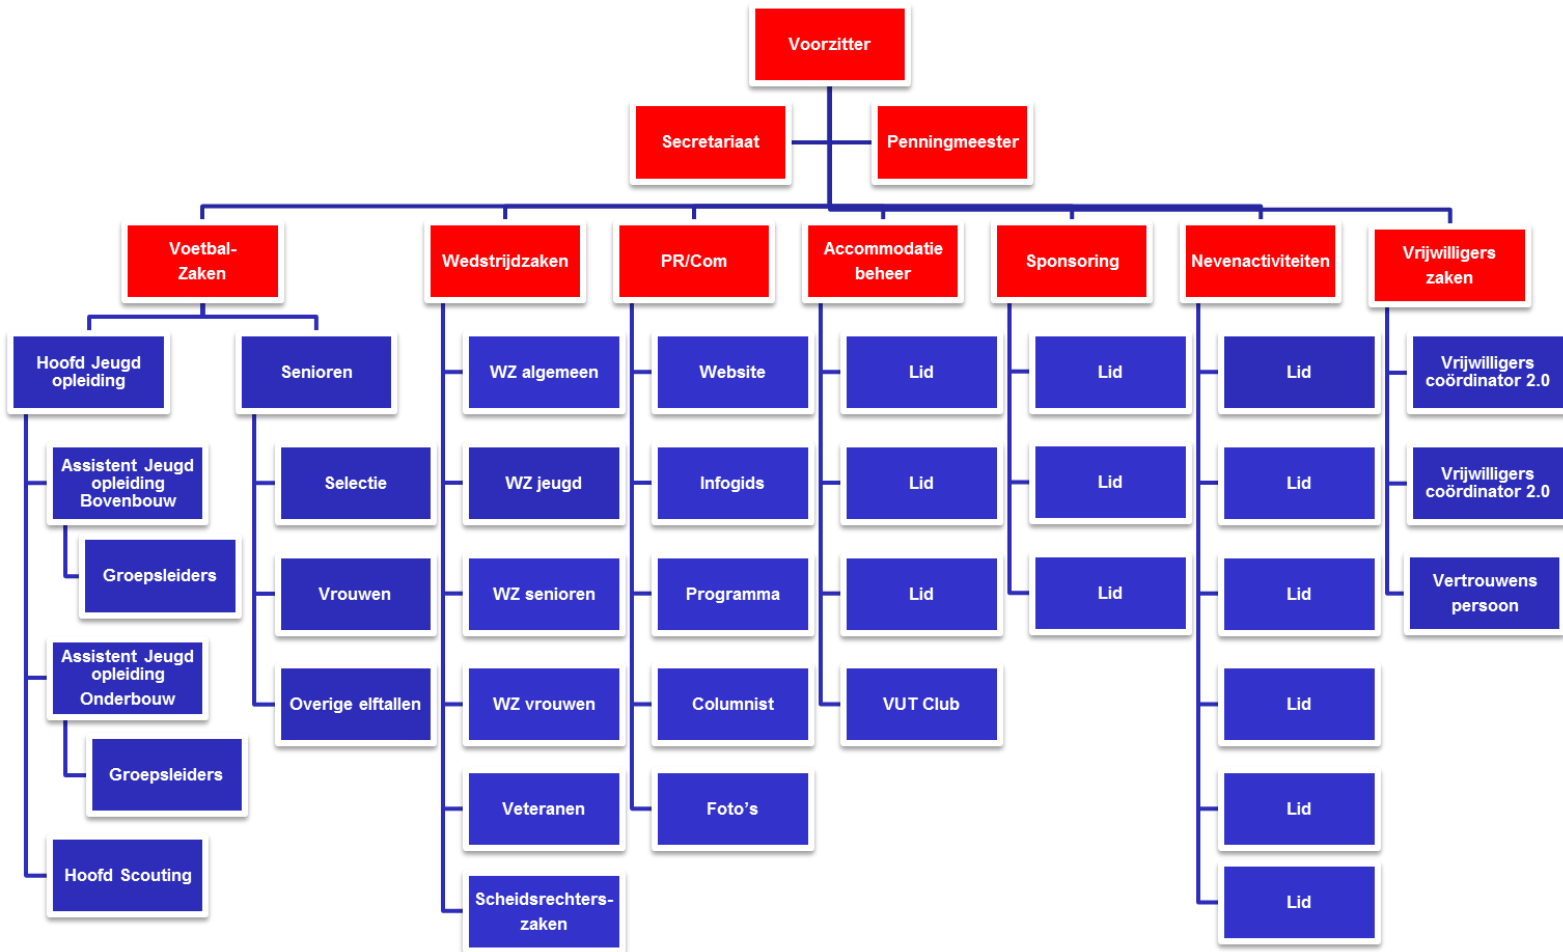 Voorzitter
Secretariaat
Penningmeester
Voetbal-
Zaken
Wedstrijdzaken
PR/Com
Accommodatie
beheer
Sponsoring
Nevenactiviteiten
Vrijwilligers
zaken
Hoofd Jeugd
opleiding
Senioren
WZ algemeen
Website
Lid
Lid
Lid
Vrijwilligers
coördinator 2.0
Assistent Jeugd
opleiding
Bovenbouw
Selectie
WZ jeugd
Infogids
Lid
Lid
Lid
Vrijwilligers
coördinator 2.0
Groepsleiders
Vrouwen
WZ senioren
Programma
Lid
Lid
Lid
Vertrouwens
persoon
Assistent Jeugd
opleiding
Onderbouw
Overige elftallen
WZ vrouwen
Columnist
VUT Club
Lid
Groepsleiders
Veteranen
Foto’s
Lid
Hoofd Scouting
Scheidsrechters-
zaken
Lid